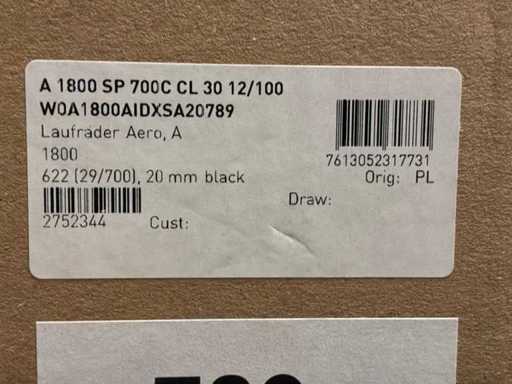 A 1800 SP 700C CL 30 12/100
W0A1800AIDXSA20789
Laufräder Aero, A
1800
7613052317731
622 (29/700), 20 mm black
Orig: PL
Draw:
2752344
Cust: